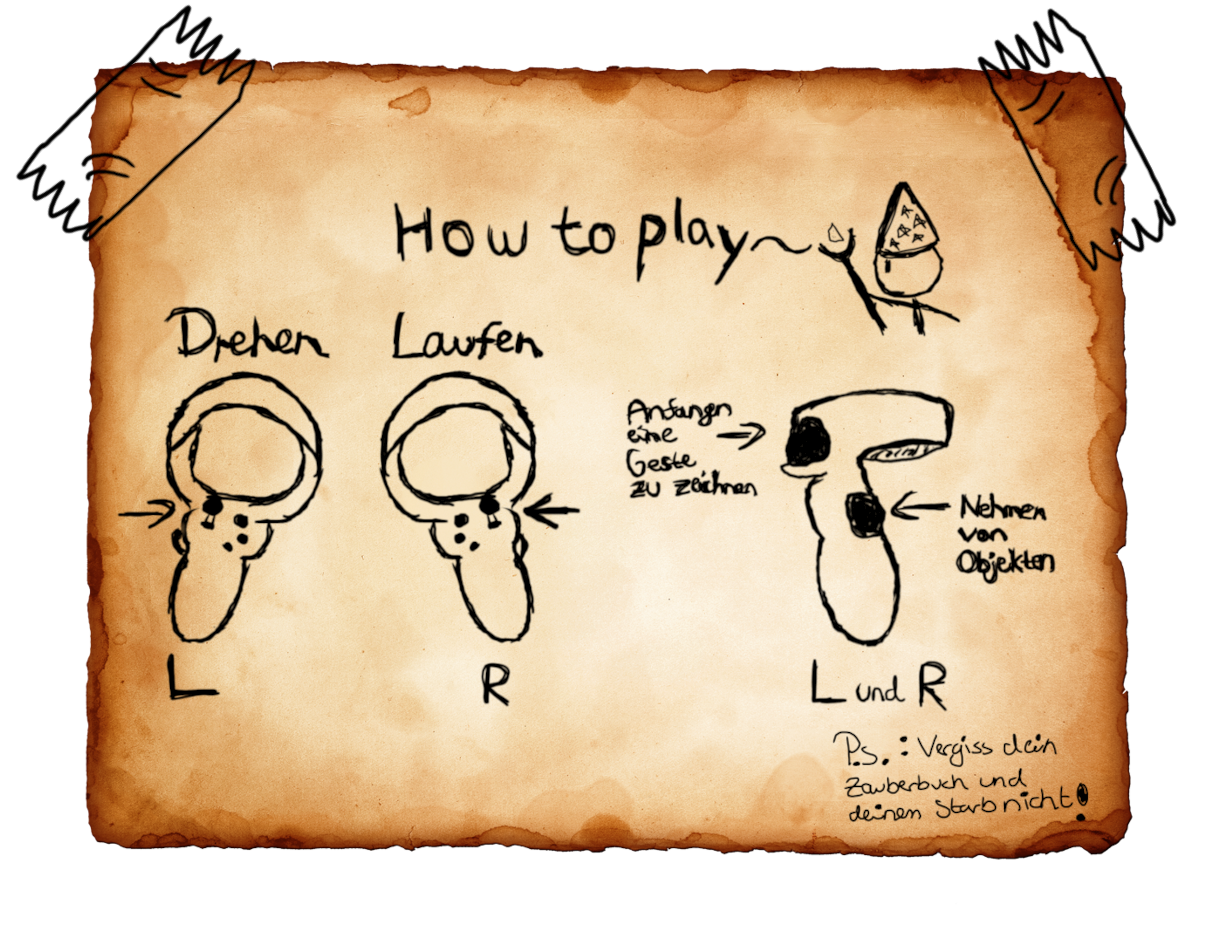 How to play~
Drehen
Laufen
Anfangen
eine
Geste
zu zeichnen
Nehmen
von
Objekten
L
R
L und R
P.s. : Vergiss dein
Zauberbuch und
deinen Stab nicht!